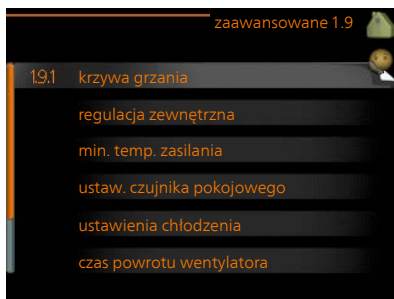 zaawansowane 1.9
1.9.1 krzywa grzania
regulacja zewnętrzna
min. temp. zasilania
ustaw. czujnika pokojowego
ustawienia chłodzenia
czas powrotu wentylatora